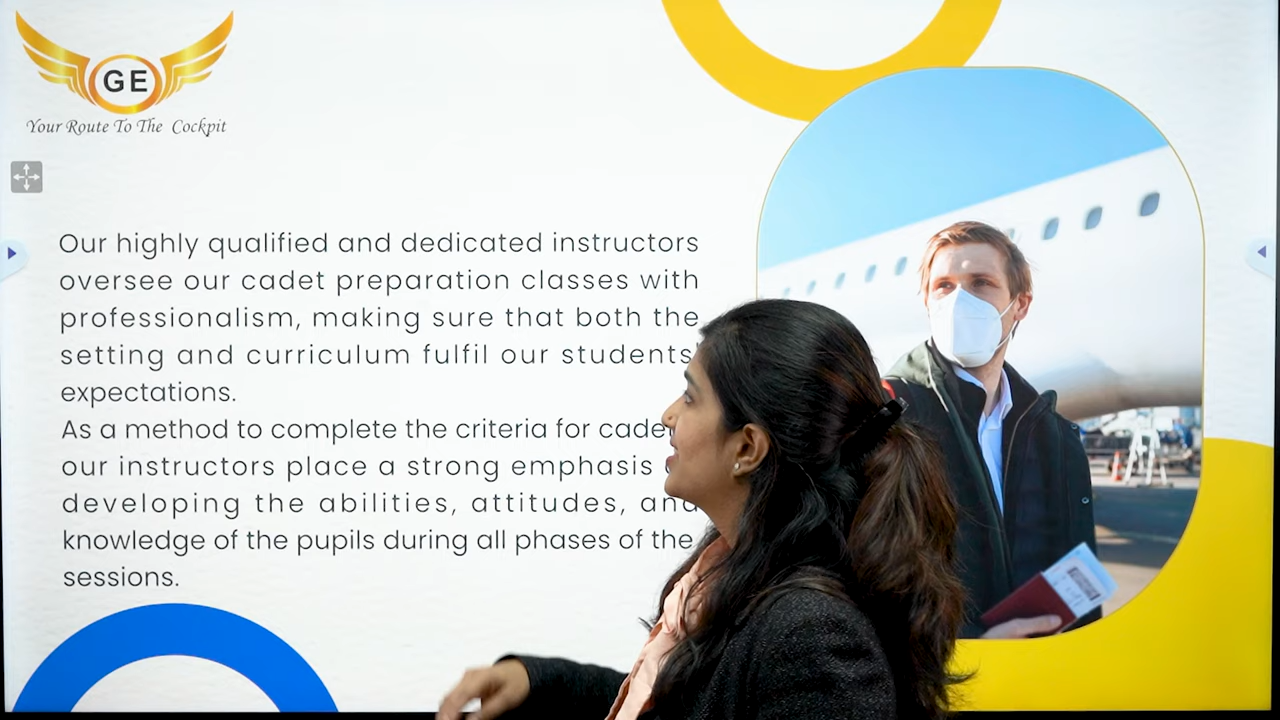 GE
Your Route To The Cockpit
Our highly qualified and dedicated instructors
oversee our cadet preparation classes with
professionalism, making sure that both the
setting and curriculum fulfil our students
expectations.
As a method to complete the criteria for
our instructors place a strong emphasis
developing the abilities, attitudes, and
knowledge of the pupils during all phases of the
sessions.